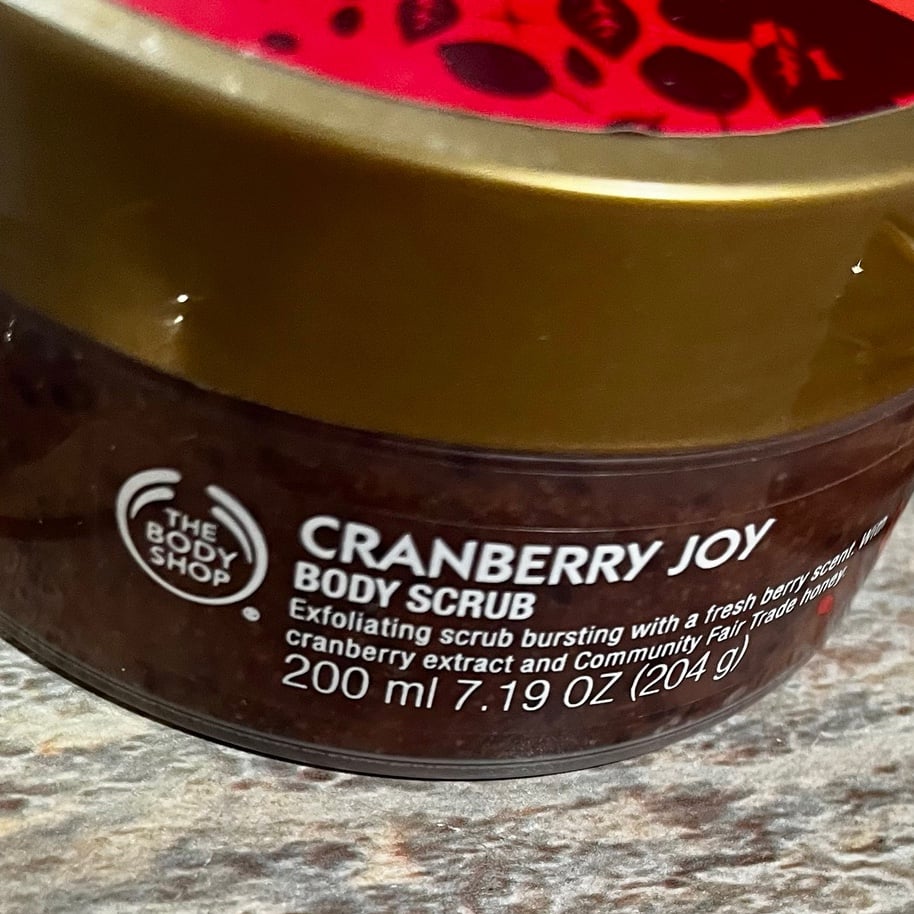 THE
BODY
SHOP
®
CRANBERRY JOY
BODY SCRUB
Exfoliating scrub bursting with a fresh berry scent. With
cranberry extract and Community Fair Trade honey.
200 ml 7.19 OZ (204 g)